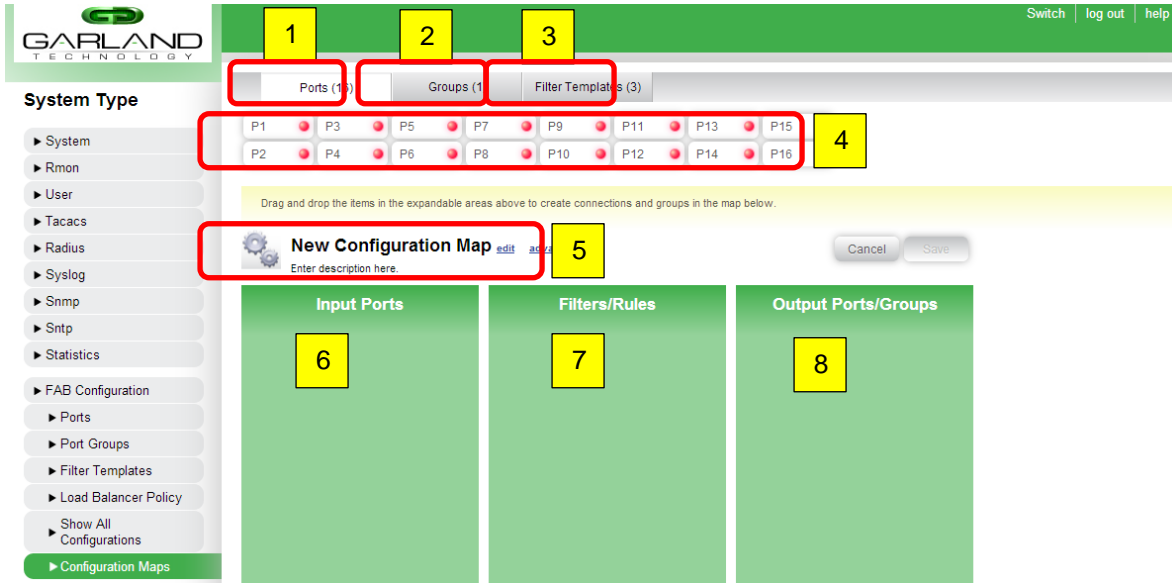 GARLAND
TECHNOLOGY
Switch | log out | help
1
2
3
Ports (16)
Groups (1
Filter Templates (3)
System Type
▶ System
▶ Rmon
▶ User
▶ Tacacs
▶ Radius
▶ Syslog
▶ Snmp
▶ Sntp
▶ Statistics
▶ FAB Configuration
▶ Ports
▶ Port Groups
▶ Filter Templates
▶ Load Balancer Policy
▶ Show All
Configurations
▶ Configuration Maps
P1 P3 P5 P7 P9 P11 P13 P15
P2 P4 P6 P8 P10 P12 P14 P16
4
Drag and drop the items in the expandable areas above to create connections and groups in the map below.
New Configuration Map edit
Enter description here.
5
Cancel Save
Input Ports
6
Filters/Rules
7
Output Ports/Groups
8